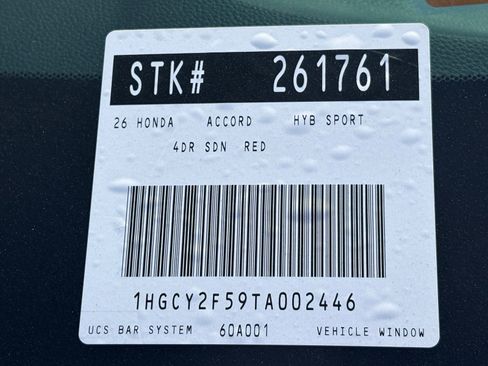 STK# 261761
26 HONDA ACCORD HYB SPORT
4DR SDN RED
1HGCY2F59TA002446
UCS BAR SYSTEM 60A001 VEHICLE WINDOW